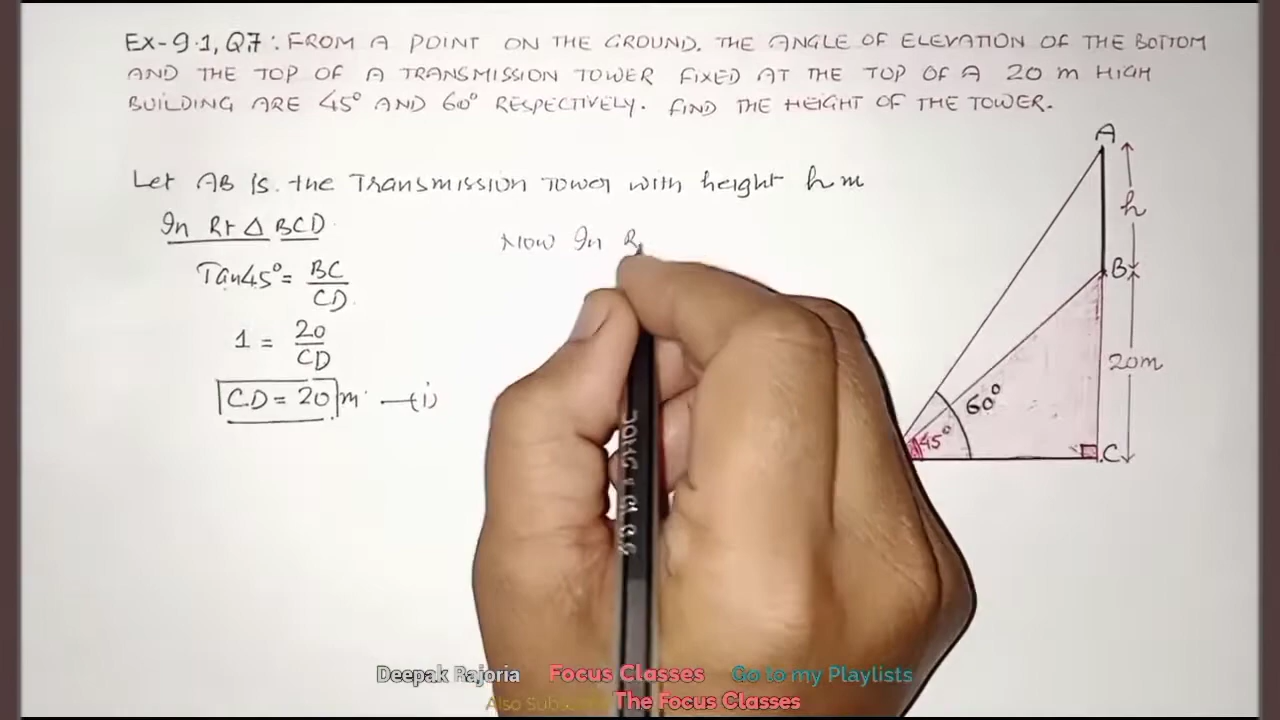 Ex-9.1, Q7: FROM A POINT ON THE GROUND. THE ANGLE OF ELEVATION OF THE BOTTOM
AND THE TOP OF A TRANSMISSION TOWER FIXED AT THE TOP OF A 20 m HIGH
BUILDING ARE 45° AND 60° RESPECTIVELY. FIND THE HEIGHT OF THE TOWER.
Let AB is. the Transmission Tower with height h m
In Rt Δ BCD
Tan45° = BC/CD
1 = 20/CD
CD = 20 m —(i)
Now In R
A
h
B
20m
60°
45°
C
Deepak Rajoria Focus Classes Go to my Playlists
Also The Focus Classes